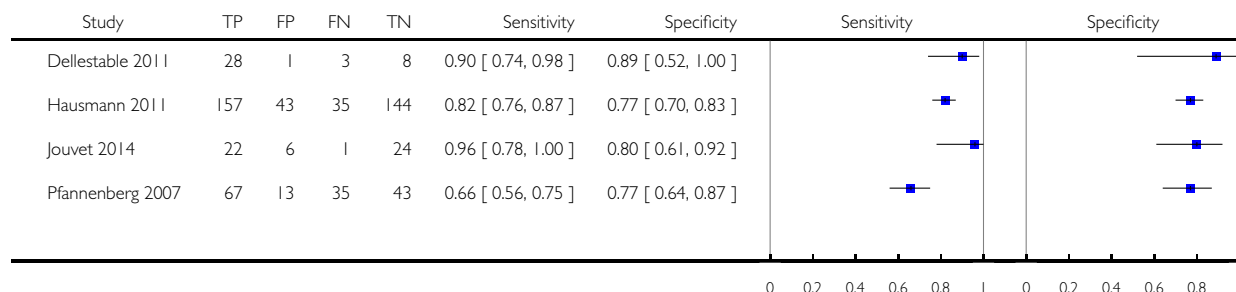 Study TP FP FN TN Sensitivity Specificity Sensitivity Specificity
Dellestable 2011 28 1 3 8 0.90 [ 0.74, 0.98 ] 0.89 [ 0.52, 1.00 ]
Hausmann 2011 157 43 35 144 0.82 [ 0.76, 0.87 ] 0.77 [ 0.70, 0.83 ]
Jouvet 2014 22 6 1 24 0.96 [ 0.78, 1.00 ] 0.80 [ 0.61, 0.92 ]
Pfannenberg 2007 67 13 35 43 0.66 [ 0.56, 0.75 ] 0.77 [ 0.64, 0.87 ]
0 0.2 0.4 0.6 0.8 1 0 0.2 0.4 0.6 0.8